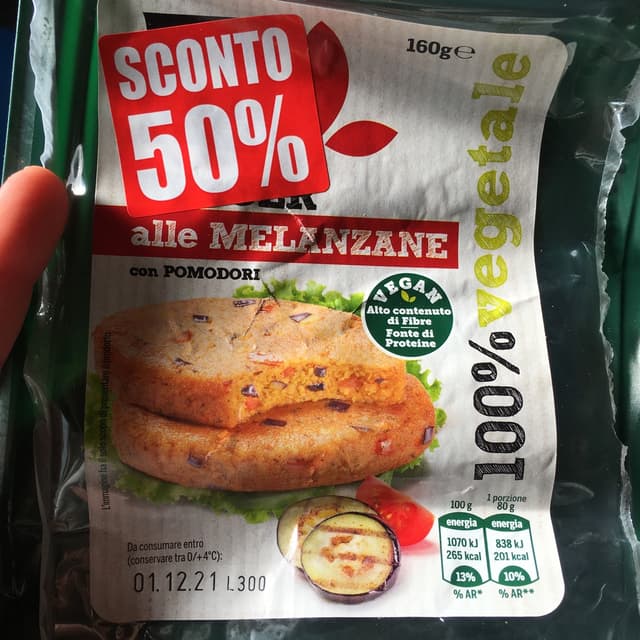 SCONTO
50%
160g℮
alle MELANZANE
con POMODORI
VEGAN
Alto contenuto
di Fibre
Fonte di
Proteine
100% vegetale
100 g
energia
1070 kJ
265 kcal
13%
% AR*
1 porzione
80 g
energia
838 kJ
201 kcal
10%
% AR**
Da consumare entro
(conservare tra 0/+4°C):
01.12.21 L300